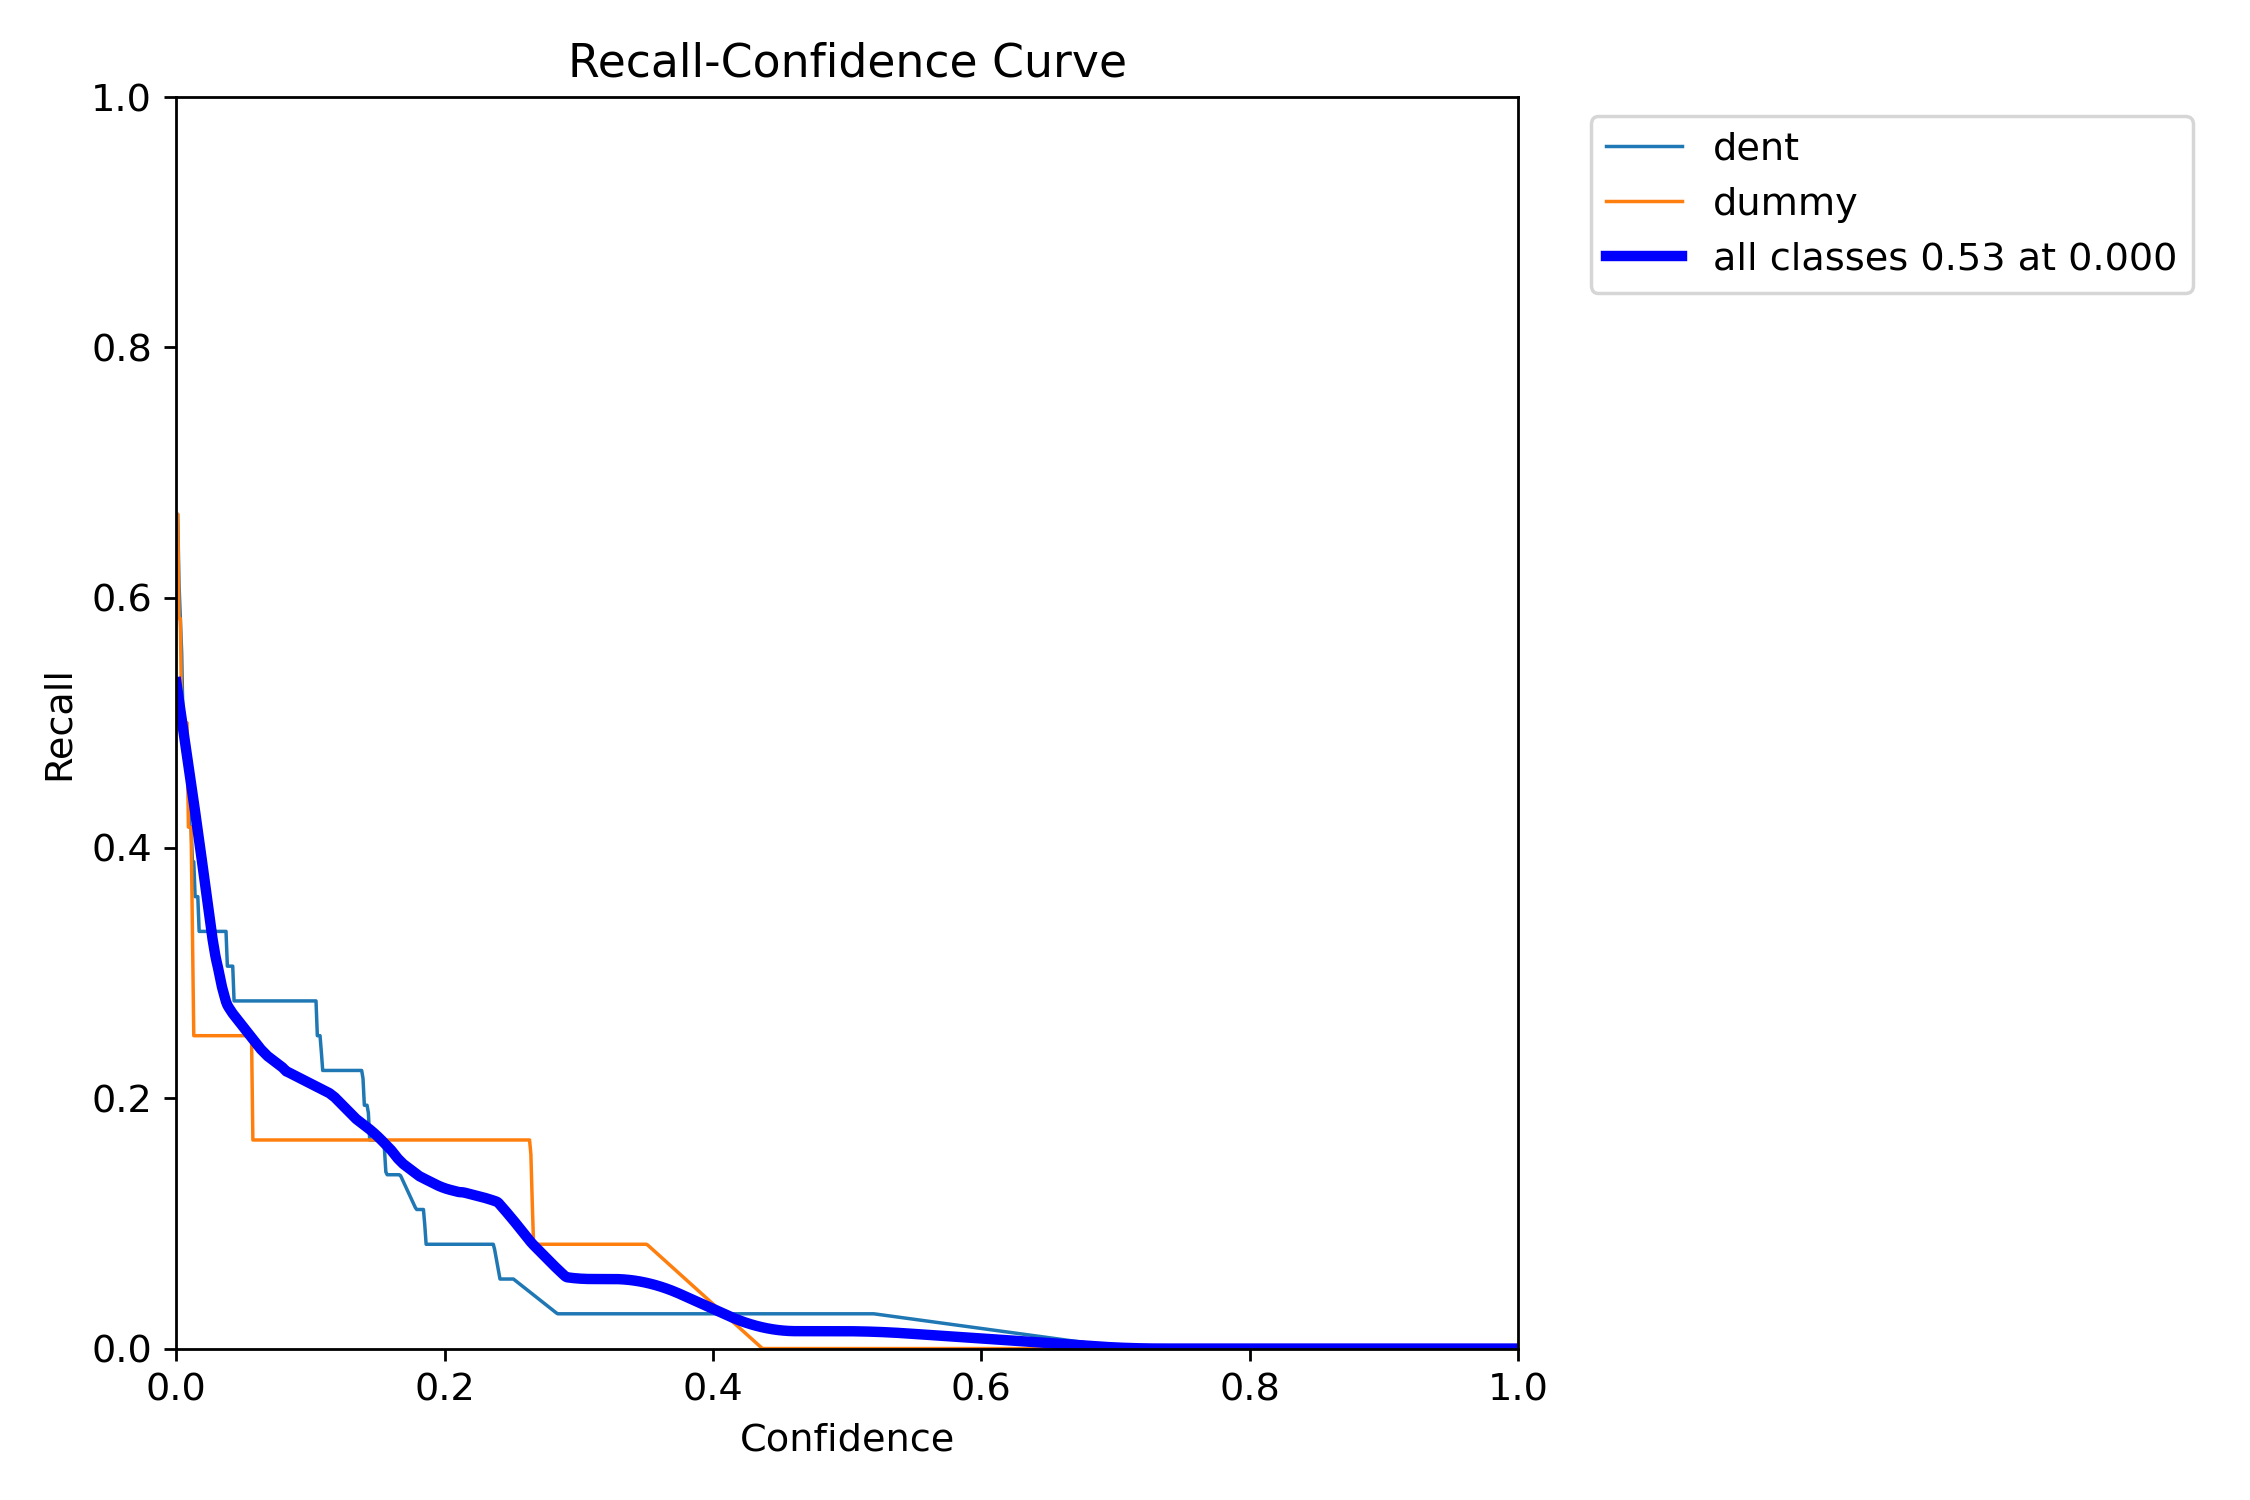 Recall-Confidence Curve
1.0
0.8
0.6
0.4
0.2
0.0
Recall
0.0 0.2 0.4 0.6 0.8 1.0
Confidence
dent
dummy
all classes 0.53 at 0.000